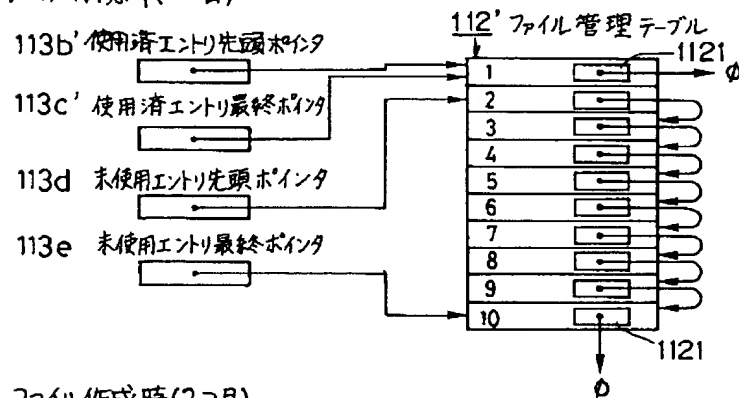 112' ファイル管理テーブル
113b' 使用済エントリ先頭ポインタ
1121
1
φ
2
113c' 使用済エントリ最終ポインタ
3
4
113d 未使用エントリ先頭ポインタ
5
6
7
113e 未使用エントリ最終ポインタ
8
9
10
1121
φ
ファイル作成時(2コ目)